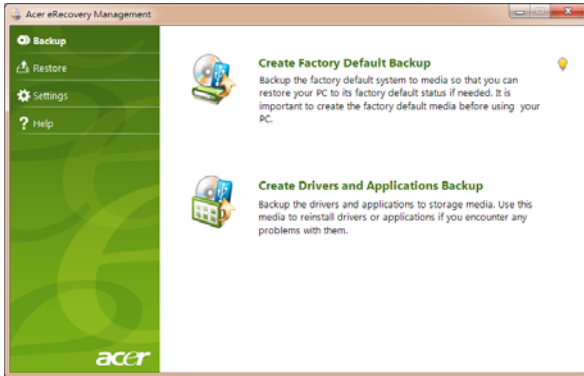 Acer eRecovery Management
Backup
Restore
Settings
Help
Create Factory Default Backup
Backup the factory default system to media so that you can
restore your PC to its factory default status if needed. It is
important to create the factory default media before using your
PC.
Create Drivers and Applications Backup
Backup the drivers and applications to storage media. Use this
media to reinstall drivers or applications if you encounter any
problems with them.
acer